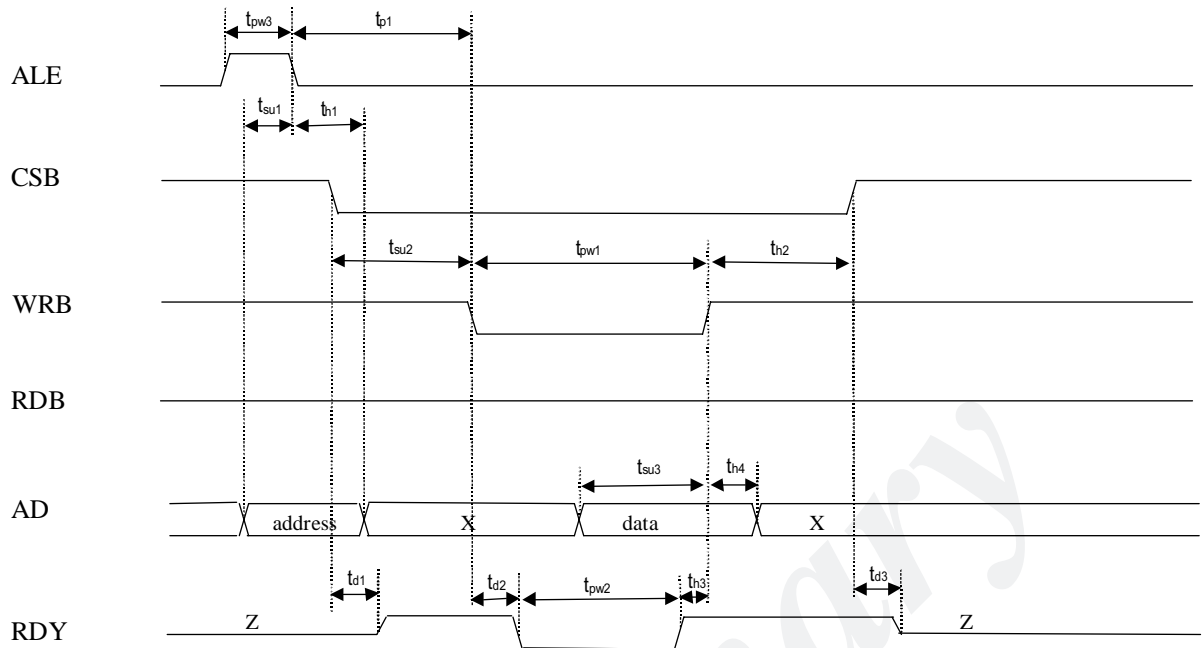 tpw3 tp1
ALE
tsu1 th1
CSB
tsu2 tpw1 th2
WRB
RDB
tsu3 th4
AD address X data X
td1 td2 tpw2 th3 td3
RDY Z Z